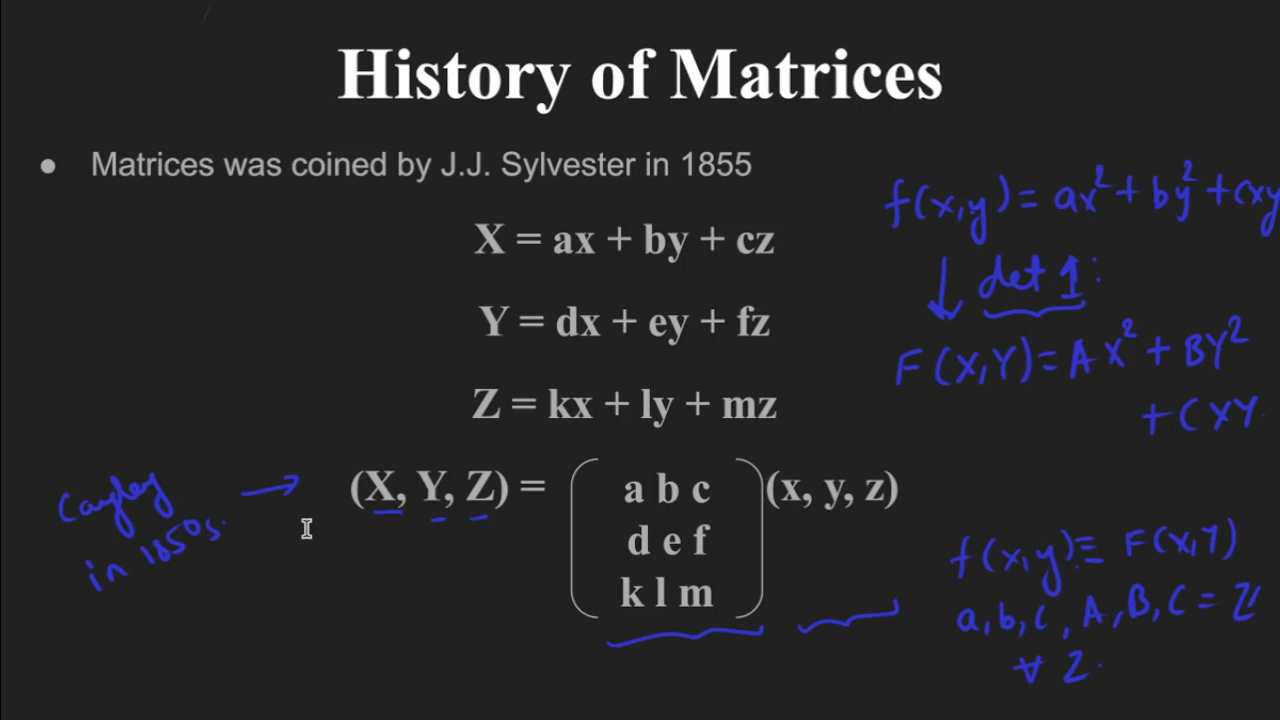 History of Matrices
● Matrices was coined by J.J. Sylvester in 1855
f(x,y) = ax² + by² + cxy
X = ax + by + cz
↓ det 1:
Y = dx + ey + fz
F(X,Y) = AX² + BY²
+ CXY.
Z = kx + ly + mz
Cayley
in 1850s.
→
(X, Y, Z) = ( a b c ) (x, y, z)
d e f
k l m
f(x,y) ≡ F(X,Y)
a, b, c, A, B, C = ℤ
∀ Z.